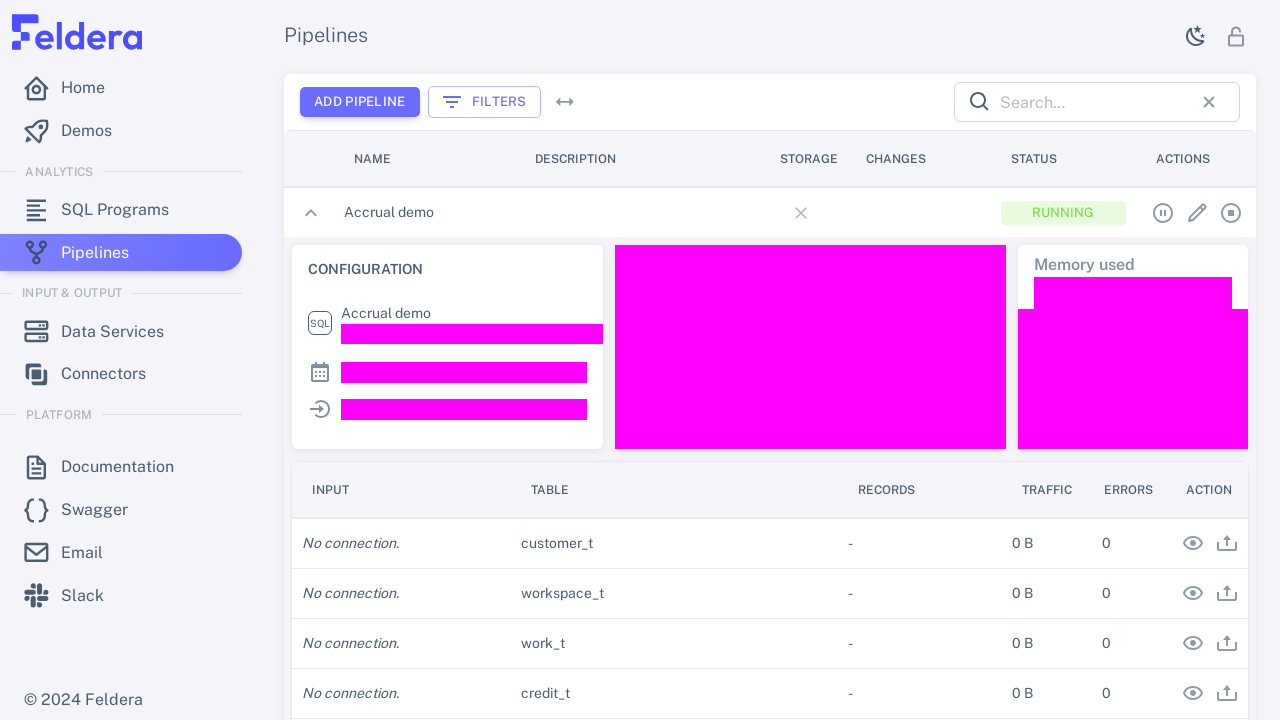 Feldera
Home
Demos
ANALYTICS
SQL Programs
Pipelines
INPUT & OUTPUT
Data Services
Connectors
PLATFORM
Documentation
Swagger
Email
Slack
© 2024 Feldera
Pipelines
ADD PIPELINE FILTERS Search...
NAME DESCRIPTION STORAGE CHANGES STATUS ACTIONS
Accrual demo RUNNING
CONFIGURATION
SQL Accrual demo
Memory used
INPUT TABLE RECORDS TRAFFIC ERRORS ACTION
No connection. customer_t - 0 B 0
No connection. workspace_t - 0 B 0
No connection. work_t - 0 B 0
No connection. credit_t - 0 B 0